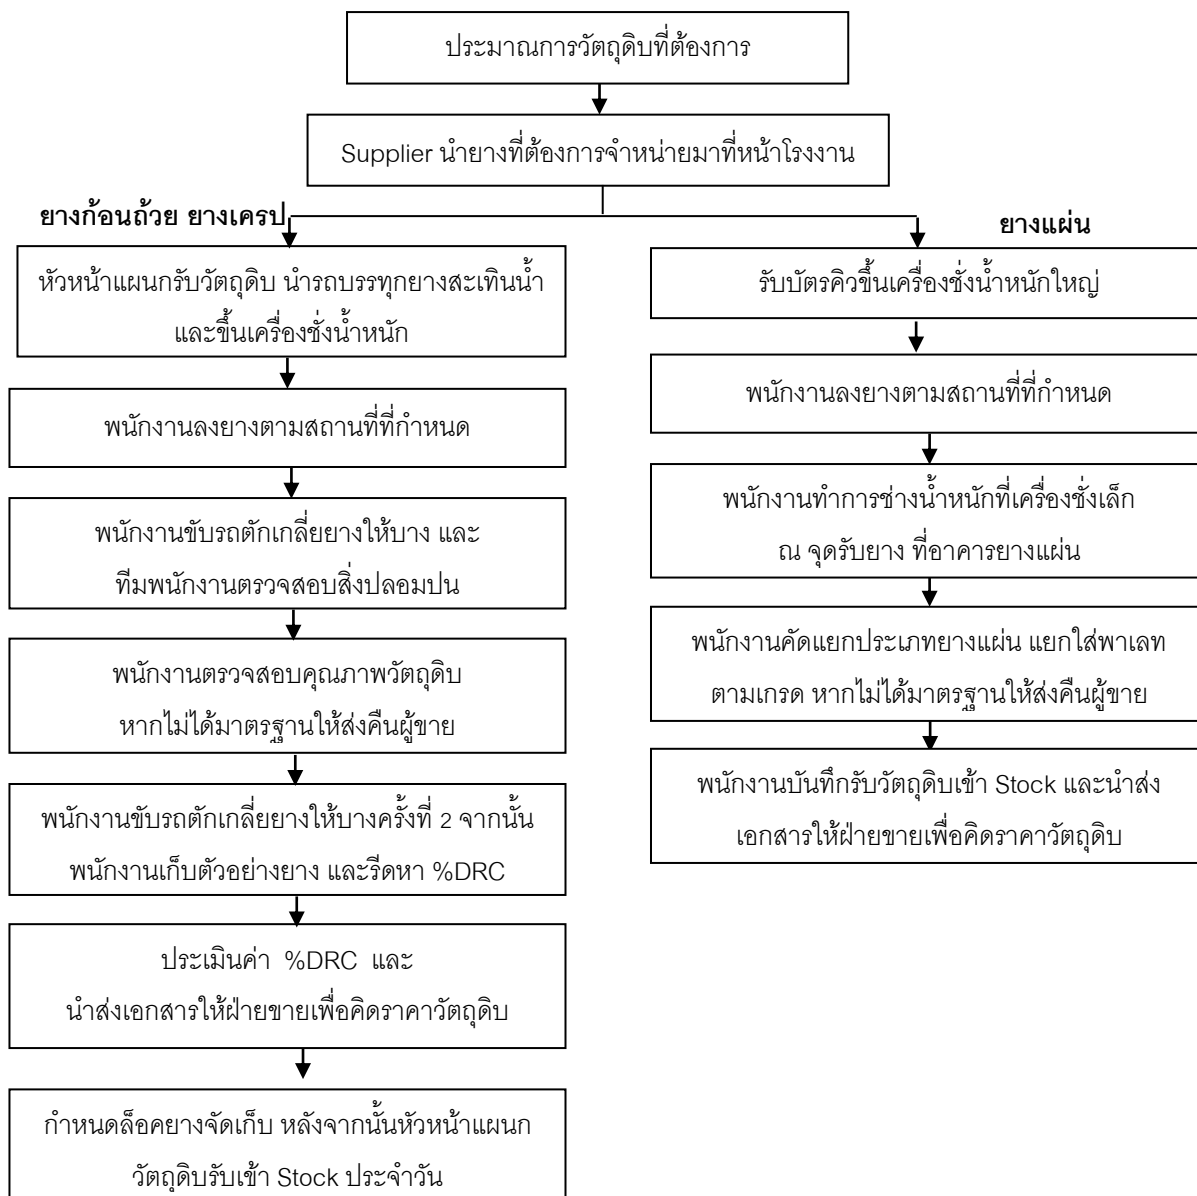 ประมาณการวัตถุดิบที่ต้องการ
Supplier นำยางที่ต้องการจำหน่ายมาที่หน้าโรงงาน
ยางก้อนถ้วย ยางเครป
หัวหน้าแผนกรับวัตถุดิบ นำรถบรรทุกยางสะเทินน้ำ
และขึ้นเครื่องชั่งน้ำหนัก
พนักงานลงยางตามสถานที่ที่กำหนด
พนักงานขับรถตักเกลี่ยยางให้บาง และ
ทีมพนักงานตรวจสอบสิ่งปลอมปน
พนักงานตรวจสอบคุณภาพวัตถุดิบ
หากไม่ได้มาตรฐานให้ส่งคืนผู้ขาย
พนักงานขับรถตักเกลี่ยยางให้บางครั้งที่ 2 จากนั้น
พนักงานเก็บตัวอย่างยาง และรีดหา %DRC
ประเมินค่า %DRC และ
นำส่งเอกสารให้ฝ่ายขายเพื่อคิดราคาวัตถุดิบ
กำหนดล็อคยางจัดเก็บ หลังจากนั้นหัวหน้าแผนก
วัตถุดิบรับเข้า Stock ประจำวัน
ยางแผ่น
รับบัตรคิวขึ้นเครื่องชั่งน้ำหนักใหญ่
พนักงานลงยางตามสถานที่ที่กำหนด
พนักงานทำการช่างน้ำหนักที่เครื่องชั่งเล็ก
ณ จุดรับยาง ที่อาคารยางแผ่น
พนักงานคัดแยกประเภทยางแผ่น แยกใส่พาเลท
ตามเกรด หากไม่ได้มาตรฐานให้ส่งคืนผู้ขาย
พนักงานบันทึกรับวัตถุดิบเข้า Stock และนำส่ง
เอกสารให้ฝ่ายขายเพื่อคิดราคาวัตถุดิบ